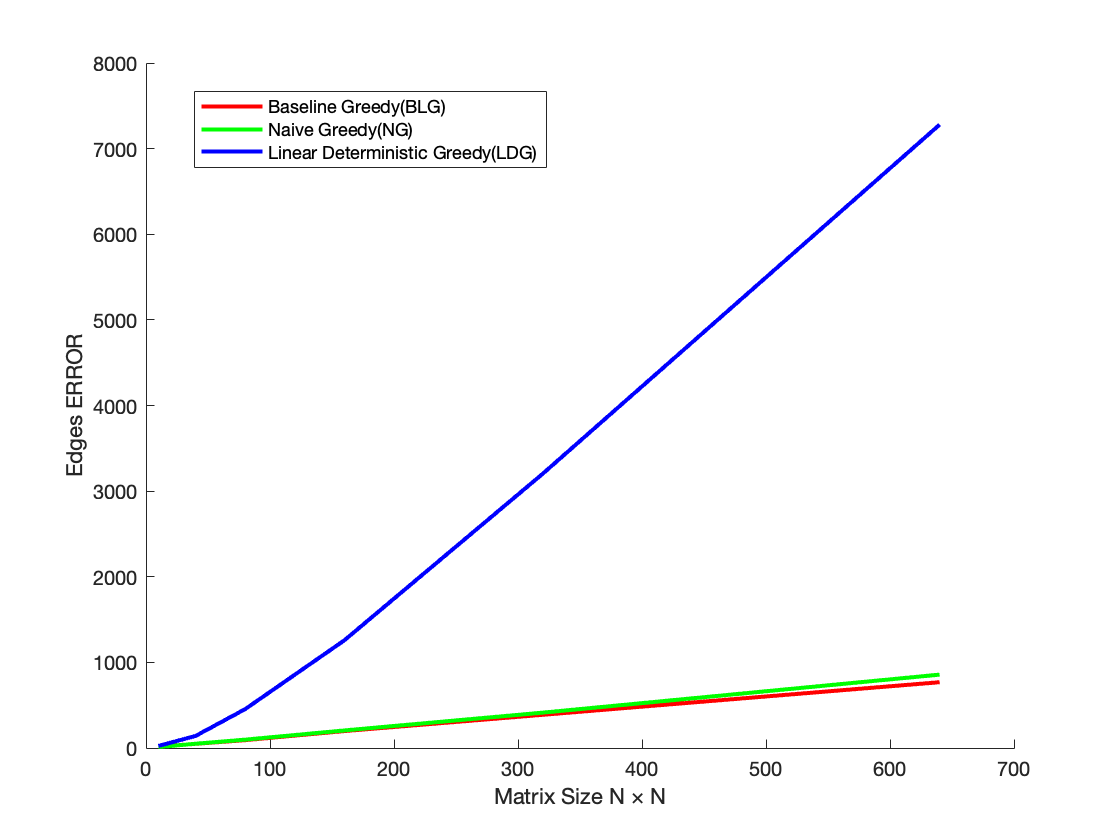 8000
7000
6000
5000
4000
3000
2000
1000
0
Edges ERROR
Baseline Greedy(BLG)
Naive Greedy(NG)
Linear Deterministic Greedy(LDG)
0 100 200 300 400 500 600 700
Matrix Size N × N